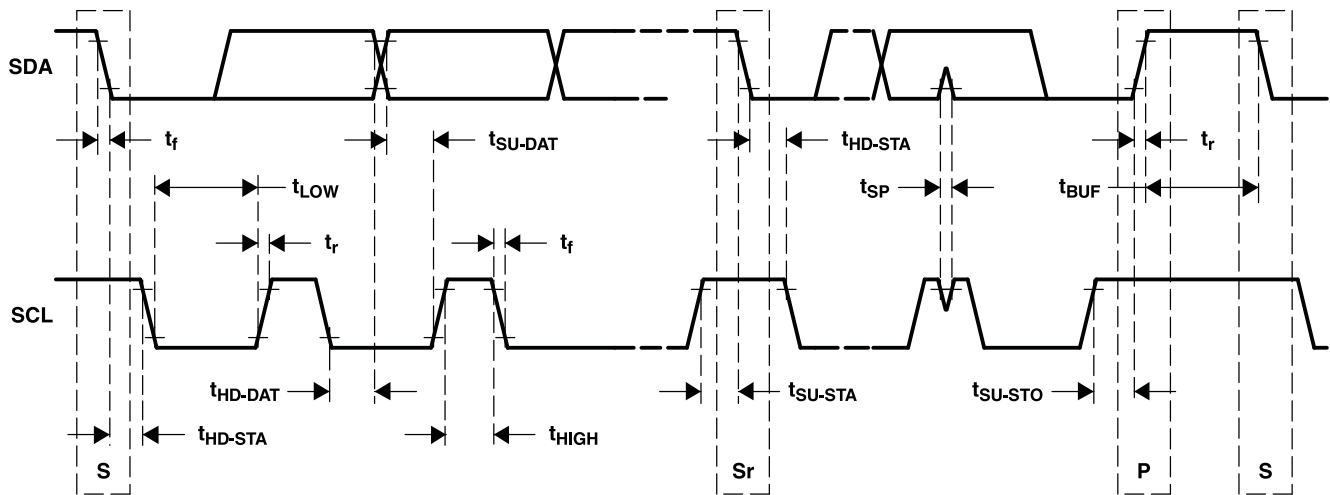 SDA
t_f
t_SU-DAT
t_HD-STA
t_r
t_LOW
t_SP
t_BUF
t_r
t_f
SCL
t_HD-DAT
t_SU-STA
t_SU-STO
t_HD-STA
t_HIGH
S
Sr
P
S